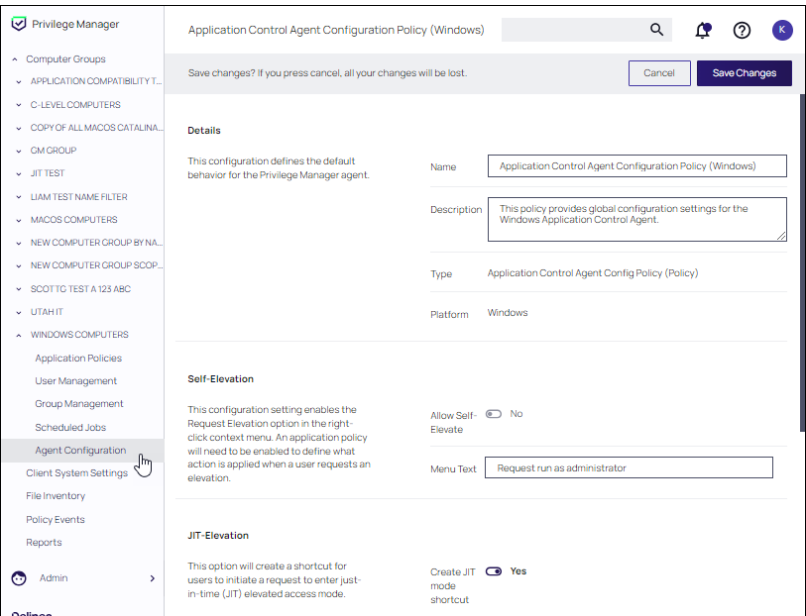 Privilege Manager
Application Control Agent Configuration Policy (Windows)
K
Computer Groups
APPLICATION COMPATIBILITY T...
C-LEVEL COMPUTERS
COPY OF ALL MACOS CATALINA...
GM GROUP
JIT TEST
LIAM TEST NAME FILTER
MACOS COMPUTERS
NEW COMPUTER GROUP BY NA...
NEW COMPUTER GROUP SCOP...
SCOTTC TEST A 123 ABC
UTAH IT
WINDOWS COMPUTERS
Application Policies
User Management
Group Management
Scheduled Jobs
Agent Configuration
Client System Settings
File Inventory
Policy Events
Reports
Admin
Delinea
Save changes? If you press cancel, all your changes will be lost.
Cancel
Save Changes
Details
This configuration defines the default
behavior for the Privilege Manager agent.
Name
Application Control Agent Configuration Policy (Windows)
Description
This policy provides global configuration settings for the
Windows Application Control Agent.
Type
Application Control Agent Config Policy (Policy)
Platform
Windows
Self-Elevation
This configuration setting enables the
Request Elevation option in the right-
click context menu. An application policy
will need to be enabled to define what
action is applied when a user requests an
elevation.
Allow Self-
Elevate
No
Menu Text
Request run as administrator
JIT-Elevation
This option will create a shortcut for
users to initiate a request to enter just-
in-time (JIT) elevated access mode.
Create JIT
mode
shortcut
Yes